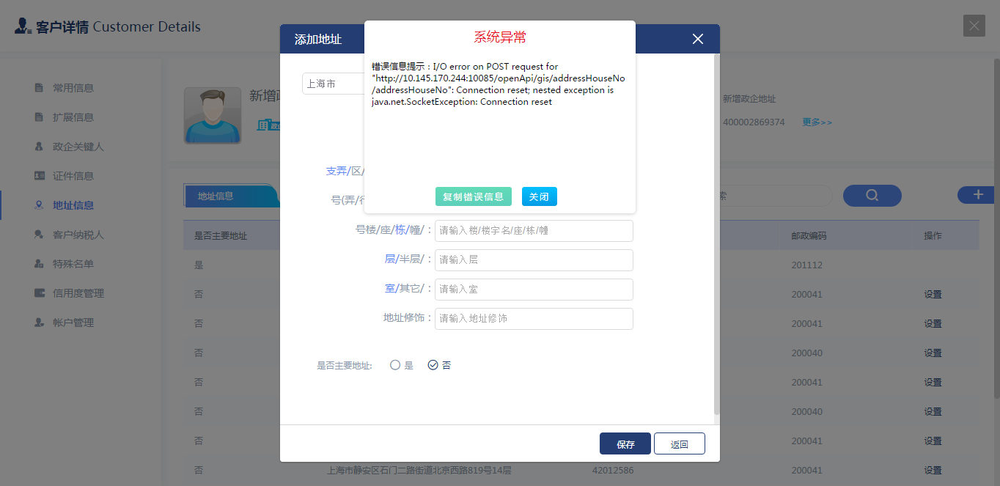 客户详情 Customer Details
常用信息
扩展信息
政企关键人
证件信息
地址信息
客户纳税人
特殊名单
信用度管理
帐户管理
新增政企地址
400002869374 更多>>
地址信息
是否主要地址 邮政编码 操作
是 201112
否 200041 设置
否 200041 设置
否 200040 设置
否 200041 设置
否 200040 设置
否 200041 设置
否 上海市静安区石门二路街道北京西路819号14层 42012586 200041 设置
添加地址
上海市
系统异常
错误信息提示：I/O error on POST request for
"http://10.145.170.244:10085/openApi/gis/addressHouseNo
/addressHouseNo": Connection reset; nested exception is
java.net.SocketException: Connection reset
复制错误信息 关闭
支弄/区/
号(弄/
号楼/座/栋/幢/： 请输入楼/楼宇名/座/栋/幢
层/半层/： 请输入层
室/其它/： 请输入室
地址修饰： 请输入地址修饰
是否主要地址: 是 否
保存 返回